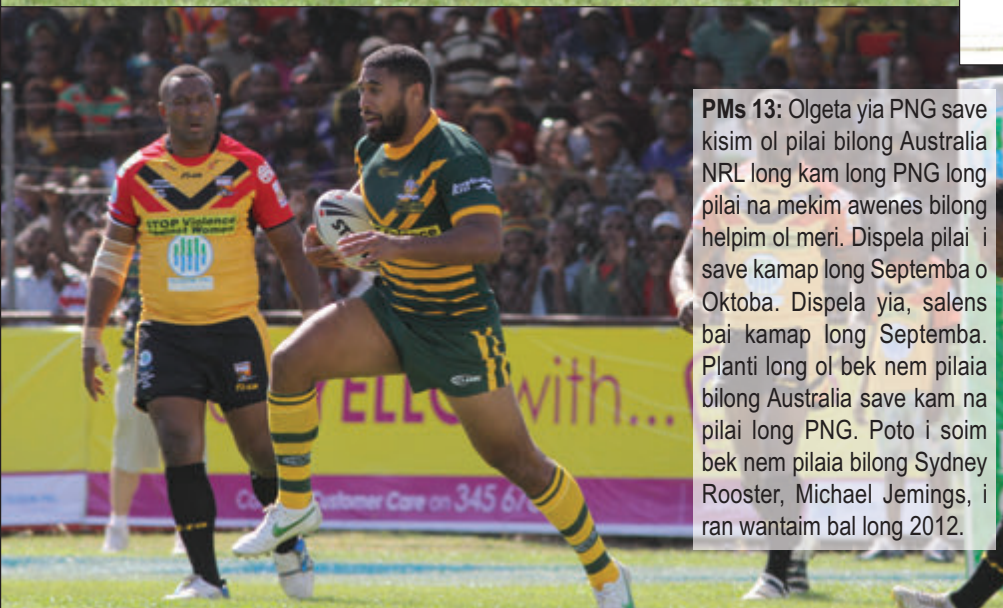 PMs 13: Olgeta yia PNG save
kisim ol pilai bilong Australia
NRL long kam long PNG long
pilai na mekim awenes bilong
helpim ol meri. Dispela pilai i
save kamap long Septemba o
Oktoba. Dispela yia, salens
bai kamap long Septemba.
Planti long ol bek nem pilaia
bilong Australia save kam na
pilai long PNG. Poto i soim
bek nem pilaia bilong Sydney
Rooster, Michael Jemings, i
ran wantaim bal long 2012.
STOP Violence
Against Women
with...
Customer Care on 345